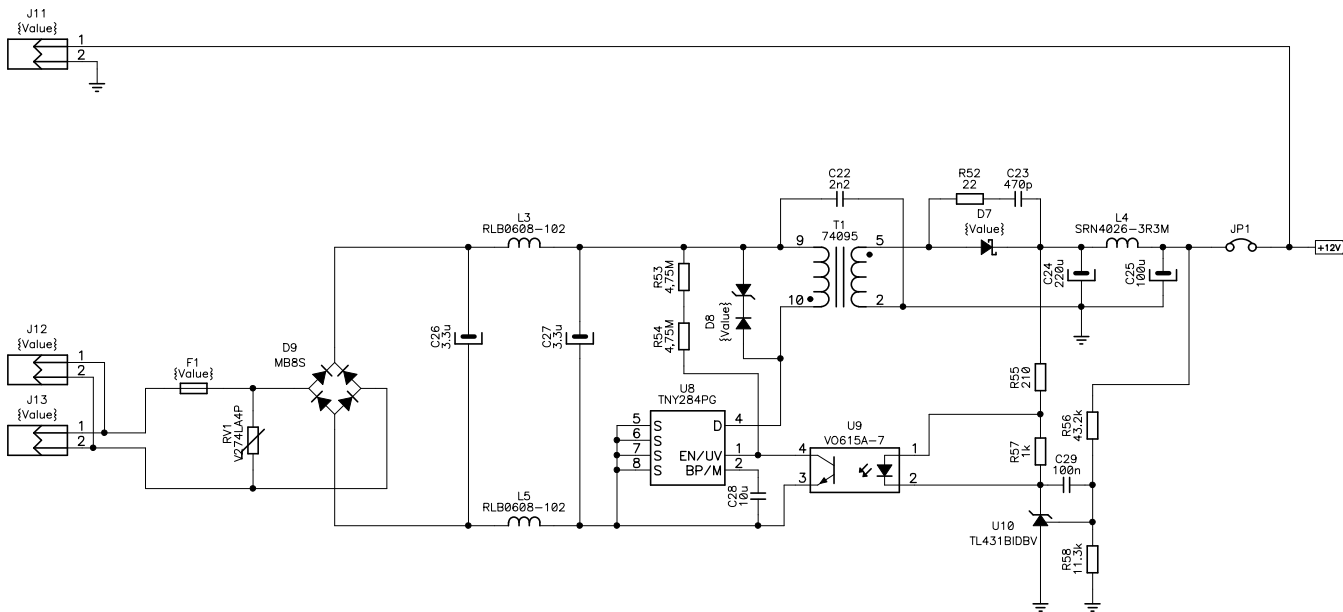 J11
{Value}
1
2
C22
2n2
R52
22
C23
470p
D7
{Value}
L3
RLB0608-102
T1
74095
9
5
10
2
L4
SRN4026-3R3M
JP1
+12V
C24
220u
C25
100u
R53
4,75M
R54
4,75M
D8
{Value}
C26
3.3u
C27
3.3u
J12
{Value}
1
2
J13
{Value}
1
2
F1
{Value}
D9
MB8S
RV1
V274LA4P
U8
TNY284PG
5
S
6
S
7
S
8
S
D
4
EN/UV
1
BP/M
2
C28
10u
U9
VO615A-7
4
3
1
2
R55
210
R57
1k
R56
43.2k
C29
100n
L5
RLB0608-102
U10
TL431BIDBV
R58
11.3k